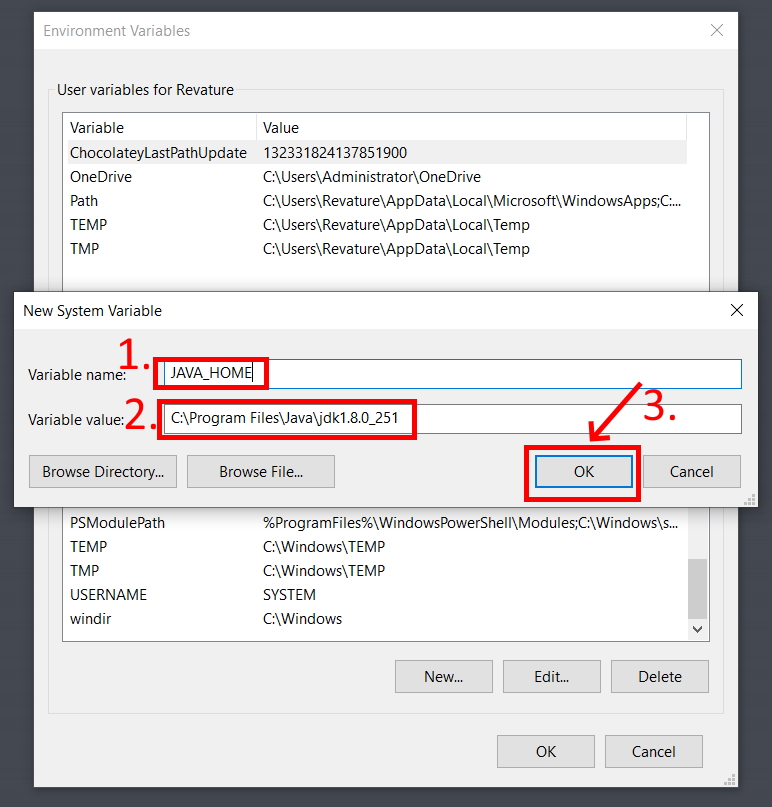 Environment Variables
User variables for Revature
Variable Value
ChocolateyLastPathUpdate 132331824137851900
OneDrive C:\Users\Administrator\OneDrive
Path C:\Users\Revature\AppData\Local\Microsoft\WindowsApps;C:...
TEMP C:\Users\Revature\AppData\Local\Temp
TMP C:\Users\Revature\AppData\Local\Temp
New System Variable
1.
Variable name: JAVA_HOME
Variable value: 2. C:\Program Files\Java\jdk1.8.0_251
3.
Browse Directory... Browse File... OK Cancel
PSModulePath %ProgramFiles%\WindowsPowerShell\Modules;C:\Windows\s...
TEMP C:\Windows\TEMP
TMP C:\Windows\TEMP
USERNAME SYSTEM
windir C:\Windows
New... Edit... Delete
OK Cancel